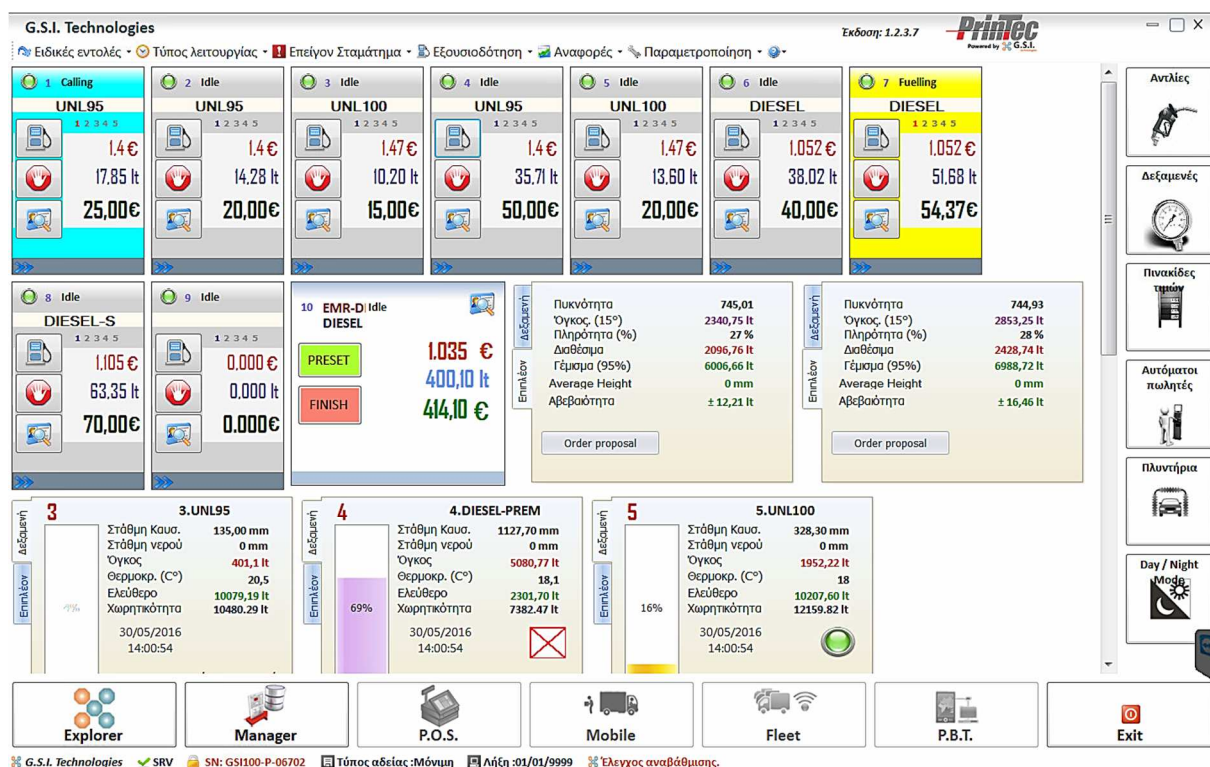 G.S.I. Technologies
Έκδοση: 1.2.3.7
PrinTec
Powered by G.S.I.
Ειδικές εντολές Τύπος λειτουργίας Επείγον Σταμάτημα Εξουσιοδότηση Αναφορές Παραμετροποίηση
1 Calling
UNL95
1 2 3 4 5
1.4 €
17,85 lt
25,00€
2 Idle
UNL95
1 2 3 4 5
1.4 €
14,28 lt
20,00€
3 Idle
UNL100
1 2 3 4 5
1.47 €
10,20 lt
15,00€
4 Idle
UNL95
1 2 3 4 5
1.4 €
35,71 lt
50,00€
5 Idle
UNL100
1 2 3 4 5
1.47 €
13,60 lt
20,00€
6 Idle
DIESEL
1 2 3 4 5
1.052 €
38,02 lt
40,00€
7 Fuelling
DIESEL
1 2 3 4 5
1.052 €
51,68 lt
54,37€
8 Idle
DIESEL-S
1 2 3 4 5
1.105 €
63,35 lt
70,00€
9 Idle
1 2 3 4 5
0.000 €
0,000 lt
0.000€
10 EMR-D Idle
DIESEL
PRESET
FINISH
1.035 €
400,10 lt
414,10 €
Δεξαμενή
Επιπλέον
Πυκνότητα 745,01
Όγκος. (15°) 2340,75 lt
Πληρότητα (%) 27 %
Διαθέσιμα 2096,76 lt
Γέμισμα (95%) 6006,66 lt
Average Height 0 mm
Αβεβαιότητα ± 12,21 lt
Order proposal
Δεξαμενή
Επιπλέον
Πυκνότητα 744,93
Όγκος. (15°) 2853,25 lt
Πληρότητα (%) 28 %
Διαθέσιμα 2428,74 lt
Γέμισμα (95%) 6988,72 lt
Average Height 0 mm
Αβεβαιότητα ± 16,46 lt
Order proposal
Δεξαμενή
Επιπλέον
3 3.UNL95
Στάθμη Καυσ. 135,00 mm
Στάθμη νερού 0 mm
Όγκος 401,1 lt
Θερμοκρ. (C°) 20,5
Ελεύθερο 10079,19 lt
Χωρητικότητα 10480.29 lt
4%
30/05/2016
14:00:54
Δεξαμενή
Επιπλέον
4 4.DIESEL-PREM
Στάθμη Καυσ. 1127,70 mm
Στάθμη νερού 0 mm
Όγκος 5080,77 lt
Θερμοκρ. (C°) 18,1
Ελεύθερο 2301,70 lt
Χωρητικότητα 7382.47 lt
69%
30/05/2016
14:00:54
Δεξαμενή
Επιπλέον
5 5.UNL100
Στάθμη Καυσ. 328,30 mm
Στάθμη νερού 0 mm
Όγκος 1952,22 lt
Θερμοκρ. (C°) 18
Ελεύθερο 10207,60 lt
Χωρητικότητα 12159.82 lt
16%
30/05/2016
14:00:54
Αντλίες
Δεξαμενές
Πινακίδες
τιμών
Αυτόματοι
πωλητές
Πλυντήρια
Day / Night
Mode
Explorer
Manager
P.O.S.
Mobile
Fleet
P.B.T.
Exit
G.S.I. Technologies SRV SN: GSI100-P-06702 Τύπος αδείας :Μόνιμη Λήξη :01/01/9999 Έλεγχος αναβάθμισης.